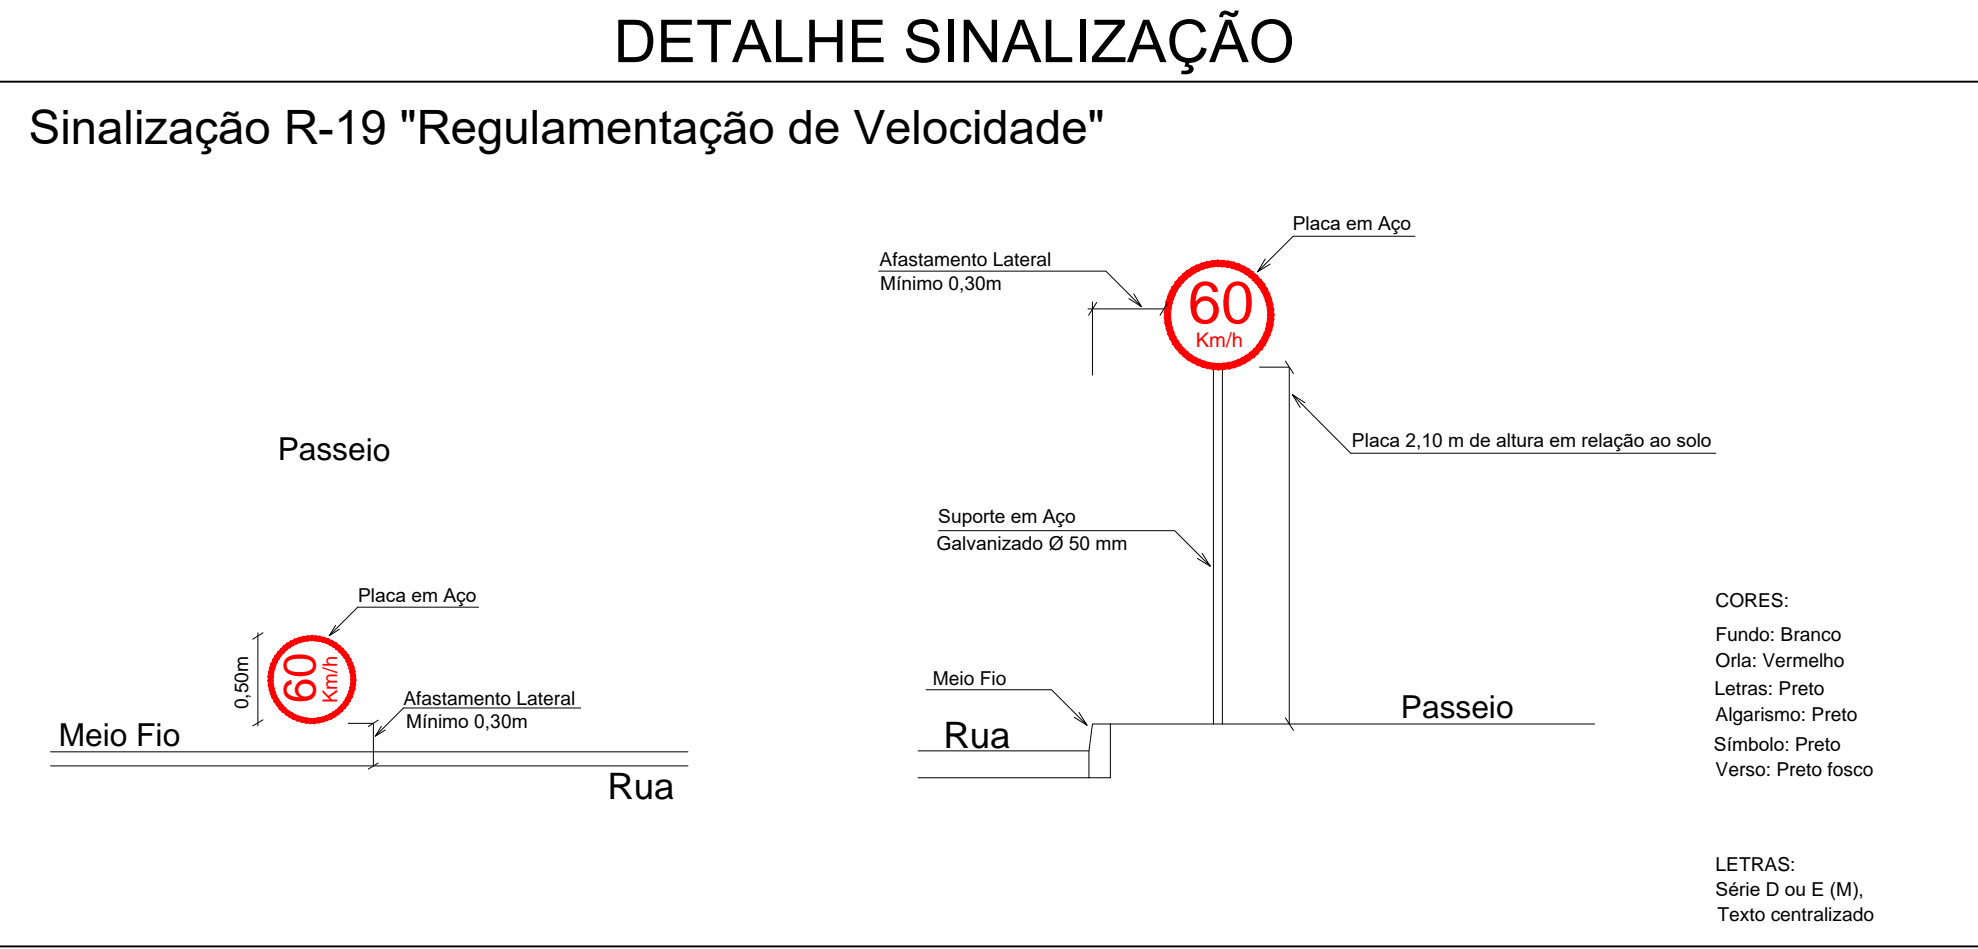 DETALHE SINALIZAÇÃO
Sinalização R-19 "Regulamentação de Velocidade"
Passeio
Placa em Aço
0,50m
60
Km/h
Afastamento Lateral
Mínimo 0,30m
Meio Fio
Rua
Placa em Aço
Afastamento Lateral
Mínimo 0,30m
60
Km/h
Placa 2,10 m de altura em relação ao solo
Suporte em Aço
Galvanizado Ø 50 mm
Meio Fio
Rua
Passeio
CORES:
Fundo: Branco
Orla: Vermelho
Letras: Preto
Algarismo: Preto
Símbolo: Preto
Verso: Preto fosco
LETRAS:
Série D ou E (M),
Texto centralizado